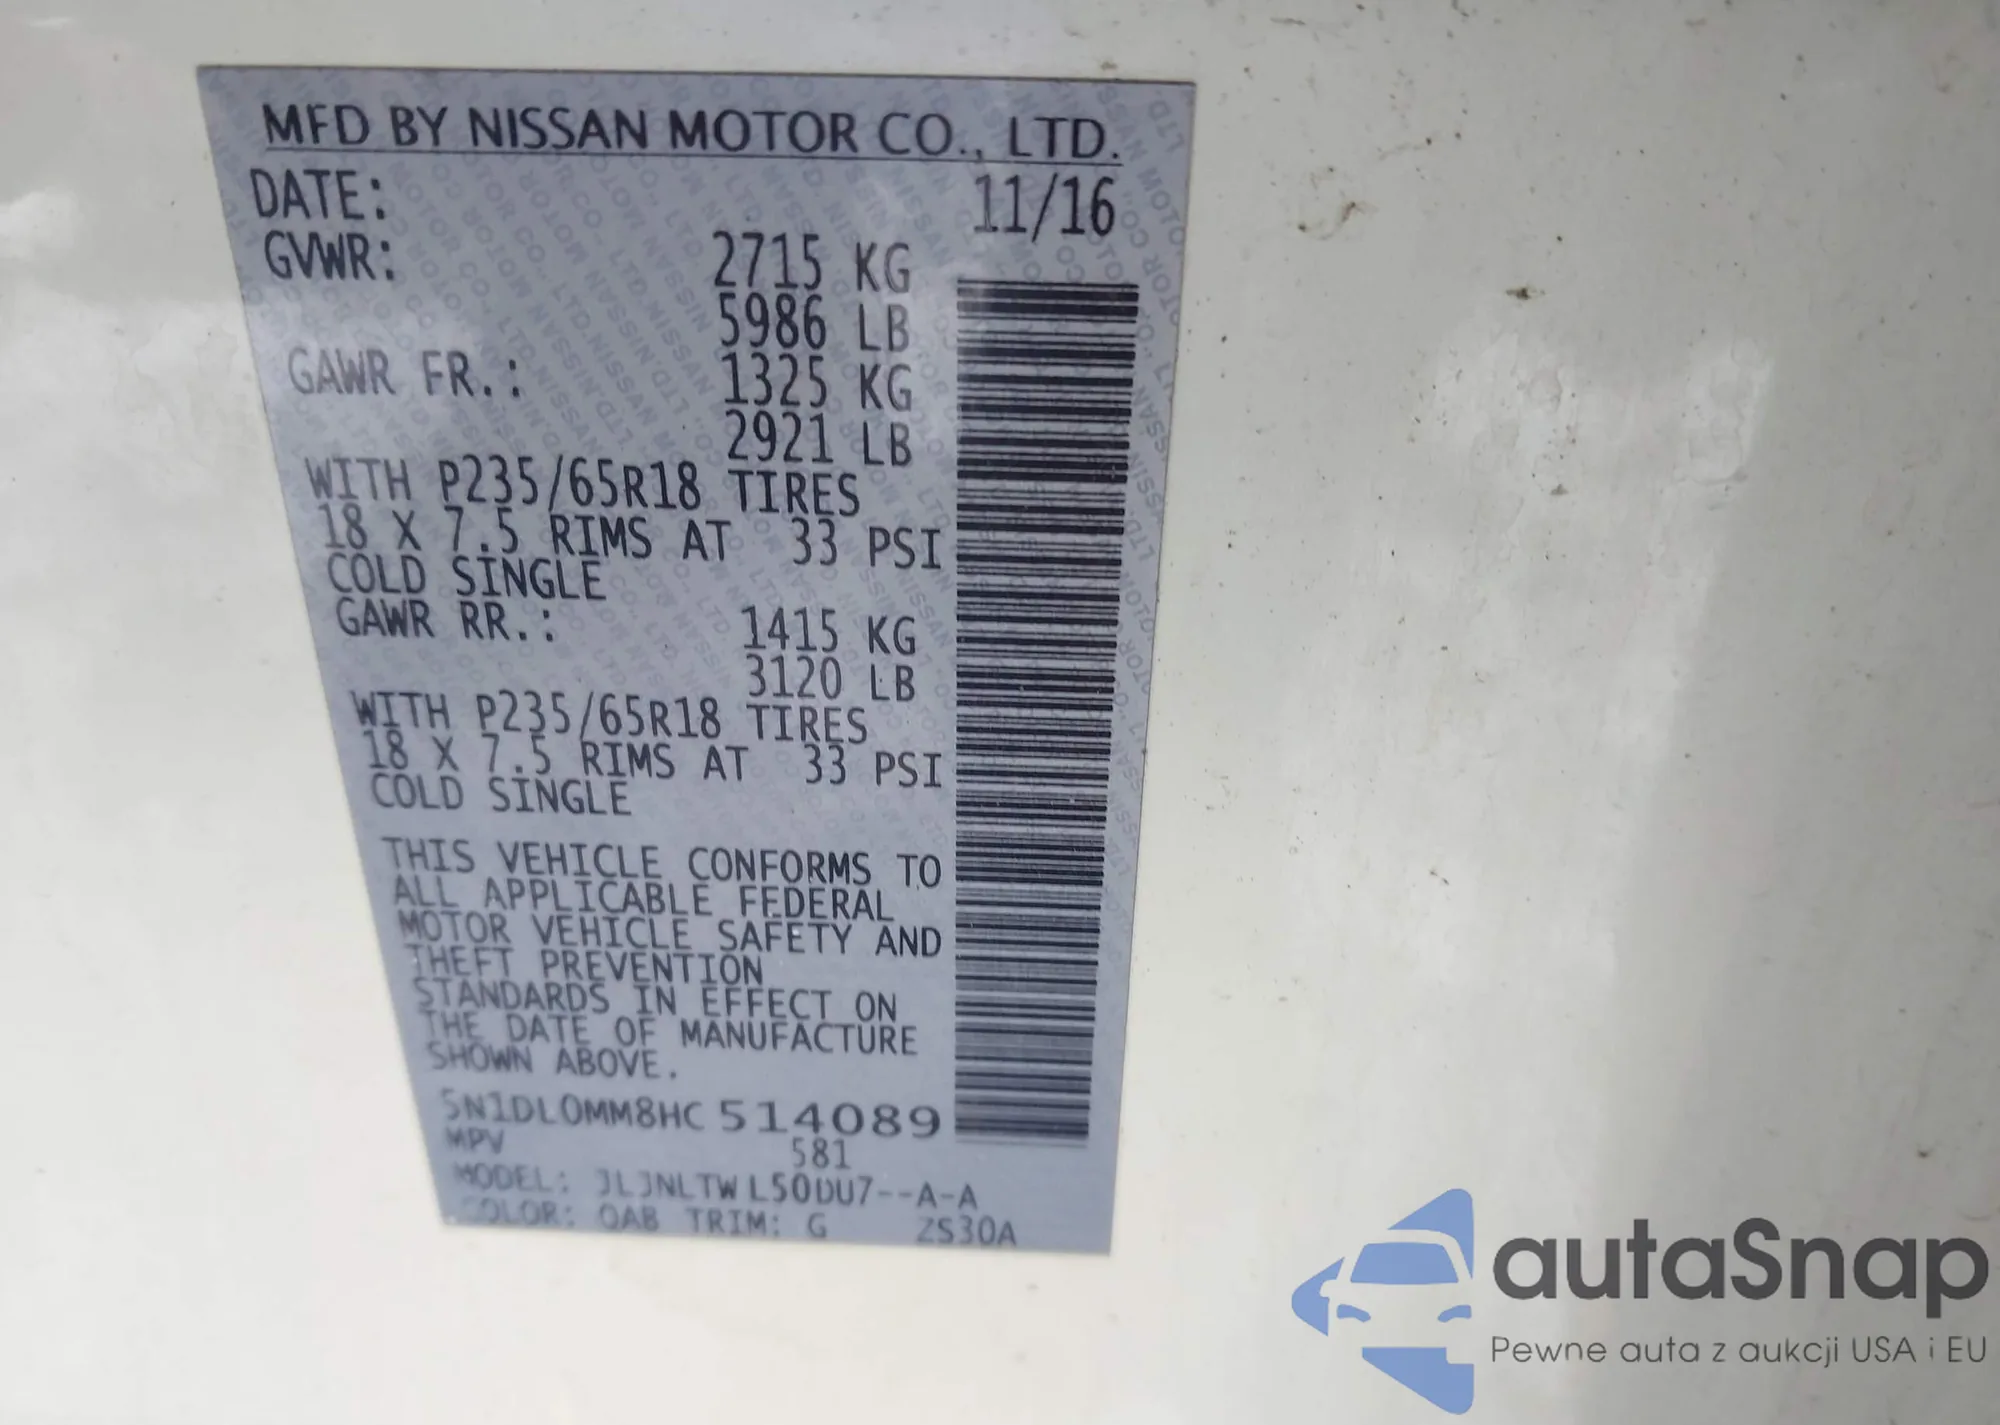 MFD BY NISSAN MOTOR CO., LTD.
DATE: 11/16
GVWR: 2715 KG
5986 LB
GAWR FR.: 1325 KG
2921 LB
WITH P235/65R18 TIRES
18 X 7.5 RIMS AT 33 PSI
COLD SINGLE
GAWR RR.: 1415 KG
3120 LB
WITH P235/65R18 TIRES
18 X 7.5 RIMS AT 33 PSI
COLD SINGLE
THIS VEHICLE CONFORMS TO
ALL APPLICABLE FEDERAL
MOTOR VEHICLE SAFETY AND
THEFT PREVENTION
STANDARDS IN EFFECT ON
THE DATE OF MANUFACTURE
SHOWN ABOVE.
5N1DL0MM8HC514089
MPV 581
MODEL: JLJNLTWL50DU7--A-A
COLOR: QAB TRIM: G ZS30A
autaSnap
Pewne auta z aukcji USA i EU